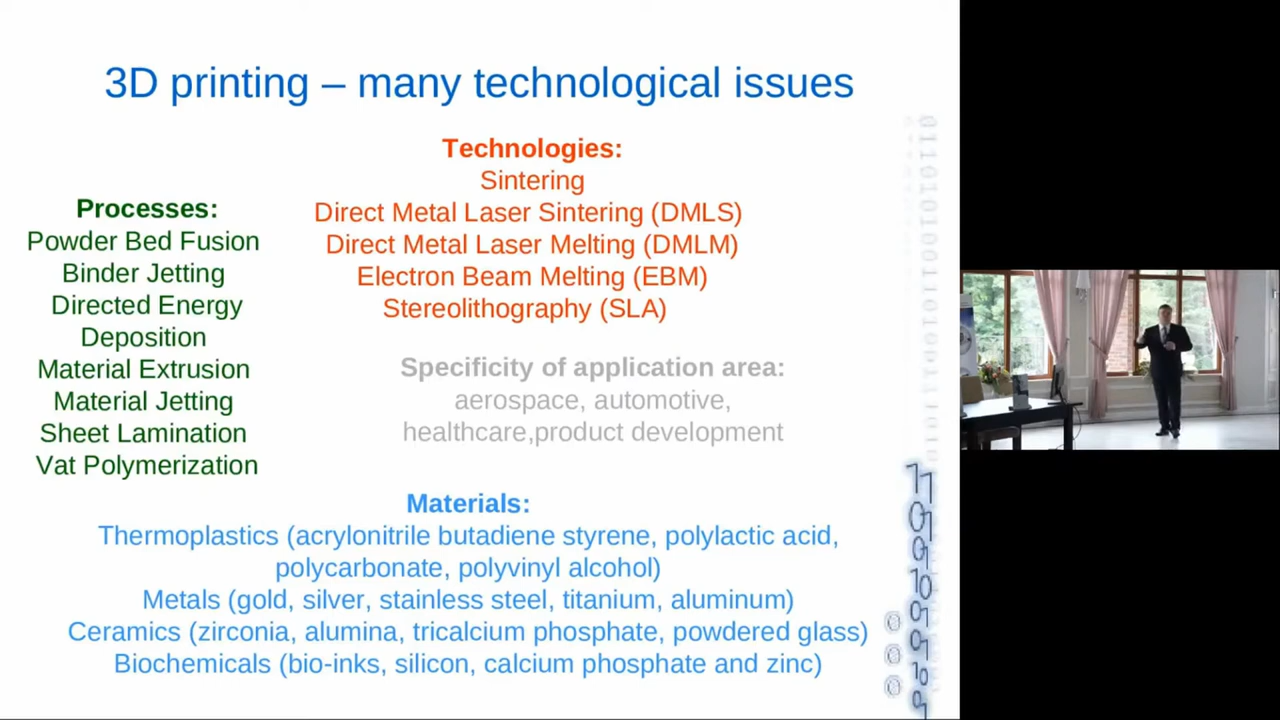 3D printing – many technological issues
Technologies:
Sintering
Direct Metal Laser Sintering (DMLS)
Direct Metal Laser Melting (DMLM)
Electron Beam Melting (EBM)
Stereolithography (SLA)
Processes:
Powder Bed Fusion
Binder Jetting
Directed Energy
Deposition
Material Extrusion
Material Jetting
Sheet Lamination
Vat Polymerization
Specificity of application area:
aerospace, automotive,
healthcare,product development
Materials:
Thermoplastics (acrylonitrile butadiene styrene, polylactic acid,
polycarbonate, polyvinyl alcohol)
Metals (gold, silver, stainless steel, titanium, aluminum)
Ceramics (zirconia, alumina, tricalcium phosphate, powdered glass)
Biochemicals (bio-inks, silicon, calcium phosphate and zinc)